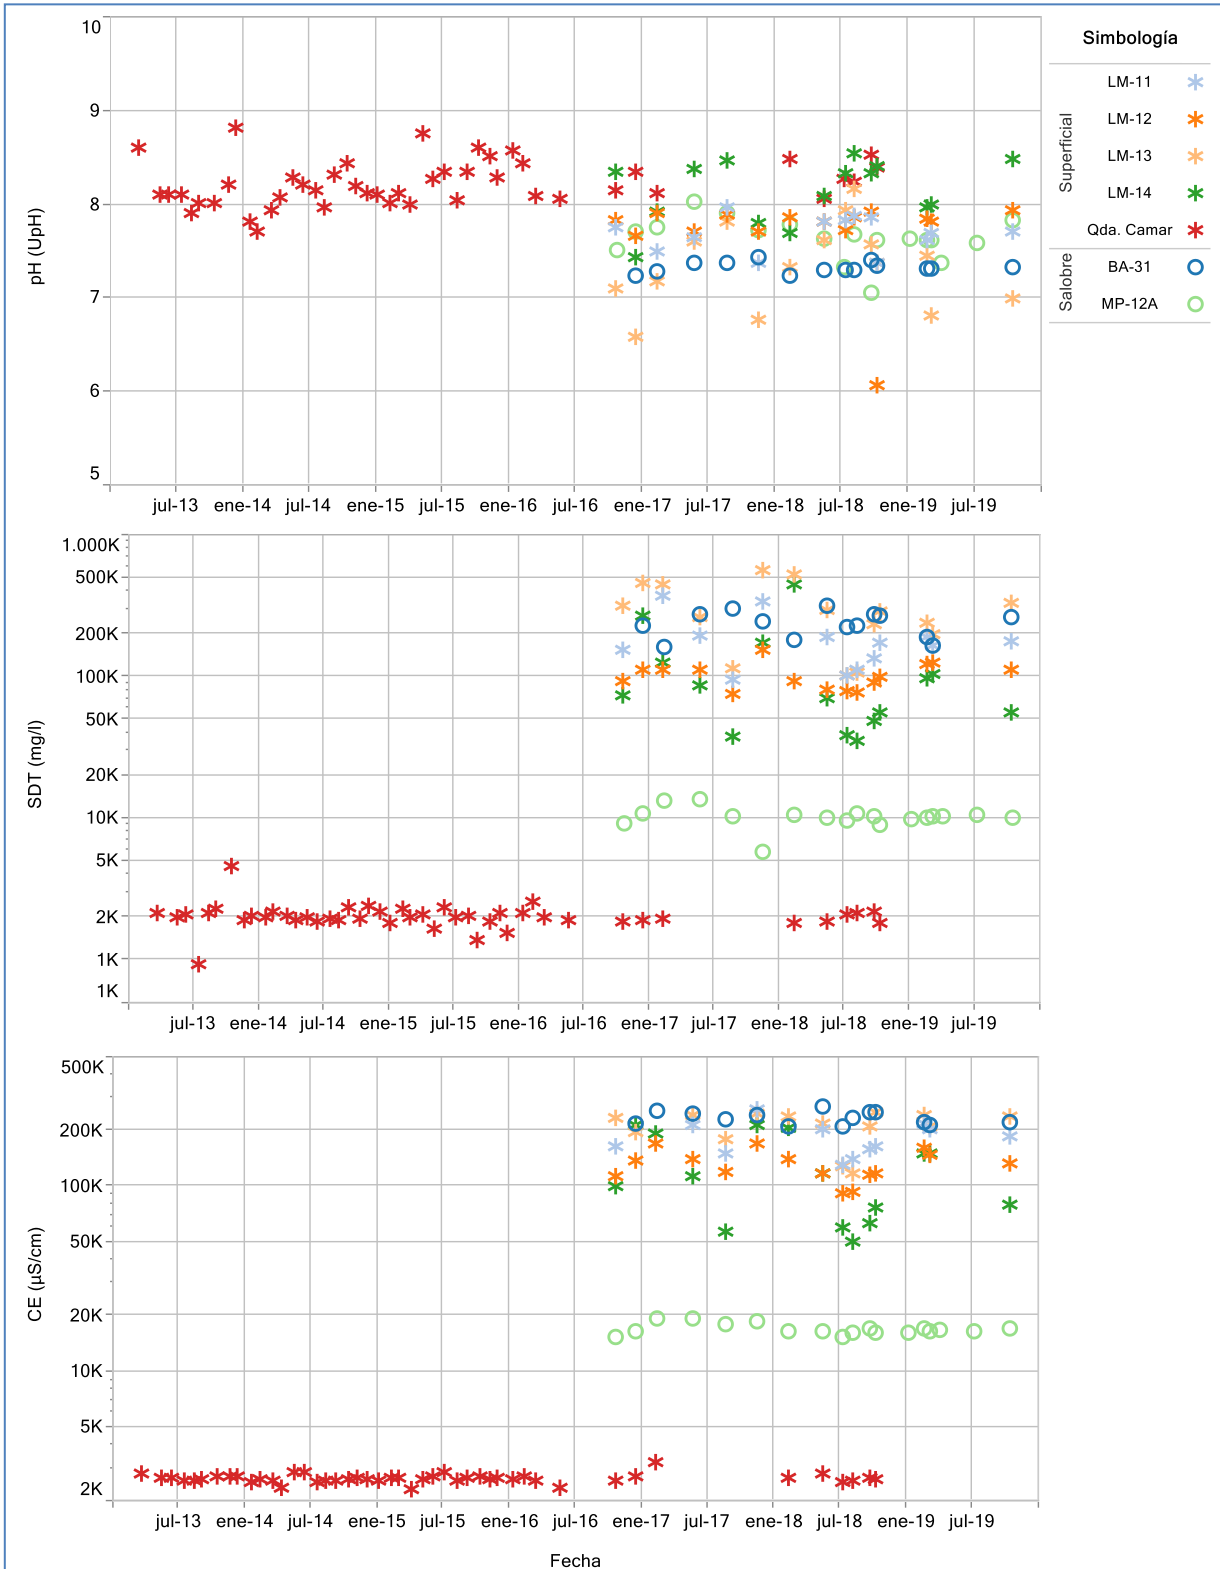 Simbología
Superficial
LM-11
LM-12
LM-13
LM-14
Qda. Camar
Salobre
BA-31
MP-12A
pH (UpH)
10
9
8
7
6
5
jul-13 ene-14 jul-14 ene-15 jul-15 ene-16 jul-16 ene-17 jul-17 ene-18 jul-18 ene-19 jul-19
SDT (mg/l)
1.000K
500K
200K
100K
50K
20K
10K
5K
2K
1K
1K
jul-13 ene-14 jul-14 ene-15 jul-15 ene-16 jul-16 ene-17 jul-17 ene-18 jul-18 ene-19 jul-19
CE (µS/cm)
500K
200K
100K
50K
20K
10K
5K
2K
jul-13 ene-14 jul-14 ene-15 jul-15 ene-16 jul-16 ene-17 jul-17 ene-18 jul-18 ene-19 jul-19
Fecha